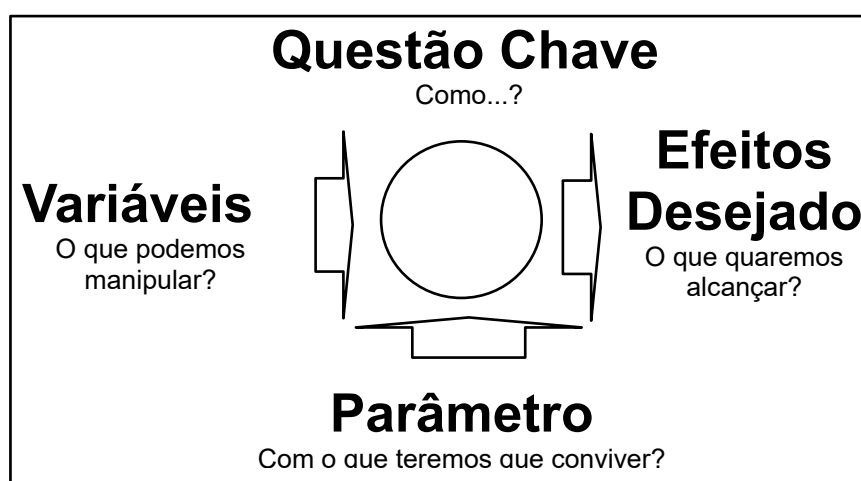 Questão Chave
Como...?
Variáveis
O que podemos
manipular?
Efeitos
Desejado
O que quaremos
alcançar?
Parâmetro
Com o que teremos que conviver?